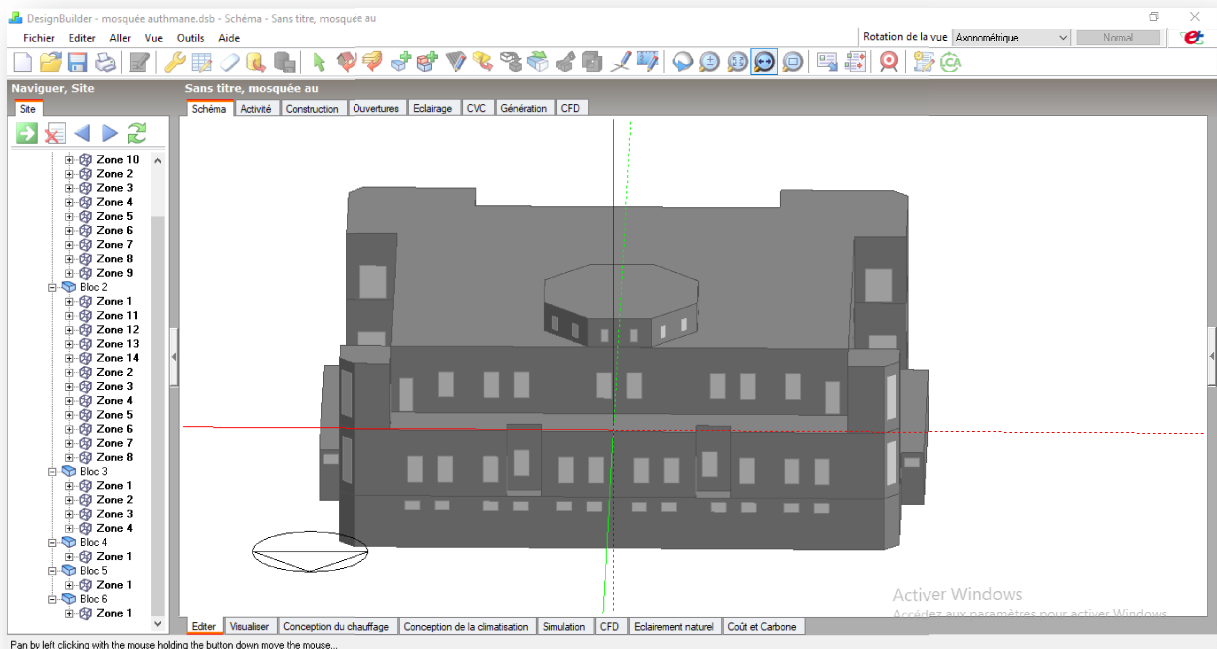 DesignBuilder - mosquée authmane.dsb - Schéma - Sans titre, mosquée au
Fichier Editer Aller Vue Outils Aide
Rotation de la vue Axonométrique Normal
Naviguer, Site
Sans titre, mosquée au
Site
Schéma Activité Construction Ouvertures Eclairage CVC Génération CFD
Zone 10
Zone 2
Zone 3
Zone 4
Zone 5
Zone 6
Zone 7
Zone 8
Zone 9
Bloc 2
Zone 1
Zone 11
Zone 12
Zone 13
Zone 14
Zone 2
Zone 3
Zone 4
Zone 5
Zone 6
Zone 7
Zone 8
Bloc 3
Zone 1
Zone 2
Zone 3
Zone 4
Bloc 4
Zone 1
Bloc 5
Zone 1
Bloc 6
Zone 1
Activer Windows
Accédez aux paramètres pour activer Windows
Editer Visualiser Conception du chauffage Conception de la climatisation Simulation CFD Eclairement naturel Coût et Carbone
Pan by left clicking with the mouse holding the button down move the mouse...